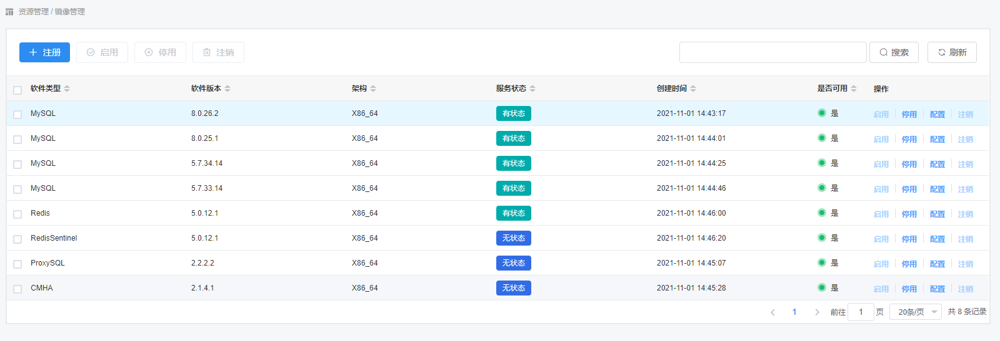 资源管理 / 镜像管理
注册 启用 停用 注销 搜索 刷新
软件类型 软件版本 架构 服务状态 创建时间 是否可用 操作
MySQL 8.0.26.2 X86_64 有状态 2021-11-01 14:43:17 是 启用 停用 配置 注销
MySQL 8.0.25.1 X86_64 有状态 2021-11-01 14:44:01 是 启用 停用 配置 注销
MySQL 5.7.34.14 X86_64 有状态 2021-11-01 14:44:25 是 启用 停用 配置 注销
MySQL 5.7.33.14 X86_64 有状态 2021-11-01 14:44:46 是 启用 停用 配置 注销
Redis 5.0.12.1 X86_64 有状态 2021-11-01 14:46:00 是 启用 停用 配置 注销
RedisSentinel 5.0.12.1 X86_64 无状态 2021-11-01 14:46:20 是 启用 停用 配置 注销
ProxySQL 2.2.2.2 X86_64 无状态 2021-11-01 14:45:07 是 启用 停用 配置 注销
CMHA 2.1.4.1 X86_64 无状态 2021-11-01 14:45:28 是 启用 停用 配置 注销
1 前往 1 页 20条/页 共 8 条记录